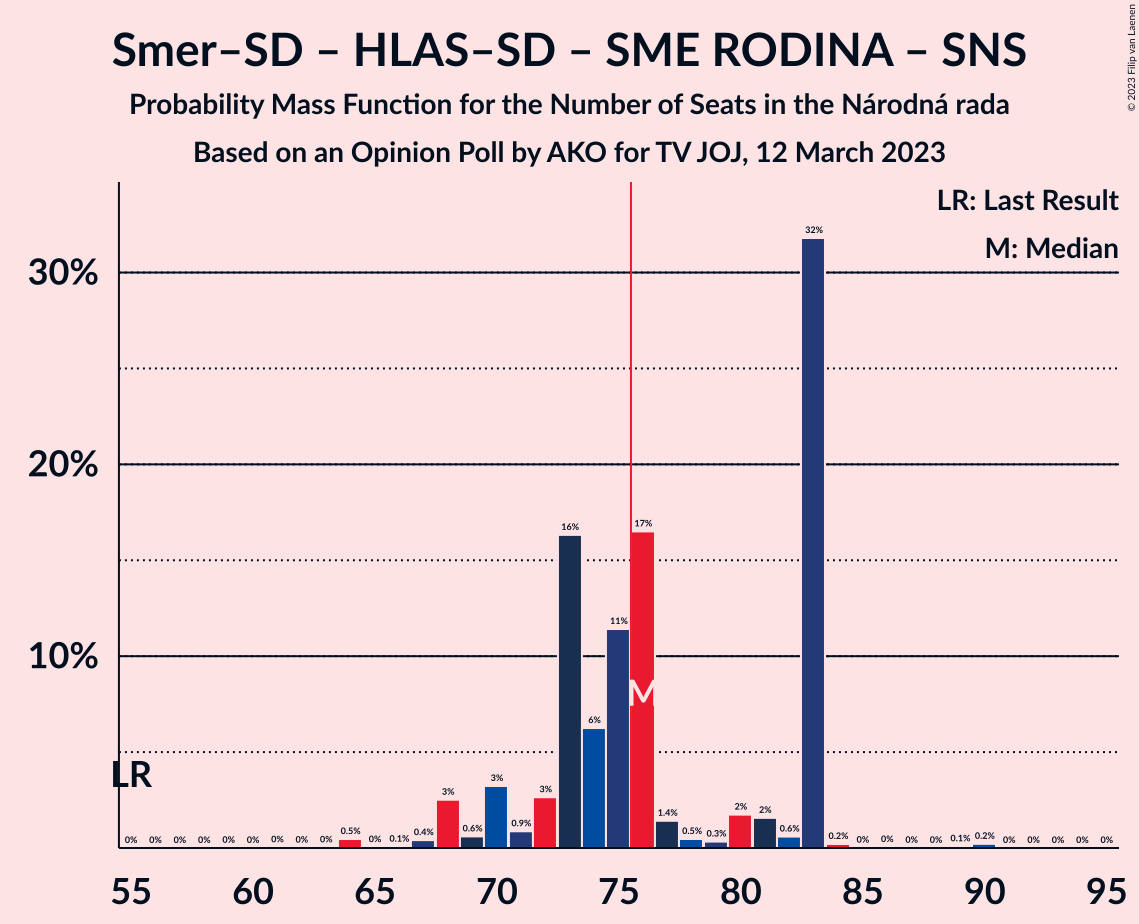 Smer–SD – HLAS–SD – SME RODINA – SNS
Probability Mass Function for the Number of Seats in the Národná rada
Based on an Opinion Poll by AKO for TV JOJ, 12 March 2023
© 2023 Filip van Laenen
LR: Last Result
M: Median
30%
20%
10%
LR
M
0% 0% 0% 0% 0% 0% 0% 0% 0% 0.5% 0% 0.1% 0.4% 3% 0.6% 3% 0.9% 3% 16% 6% 11% 17% 1.4% 0.5% 0.3% 2% 2% 0.6% 32% 0.2% 0% 0% 0% 0% 0.1% 0.2% 0% 0% 0% 0% 0%
55 60 65 70 75 80 85 90 95